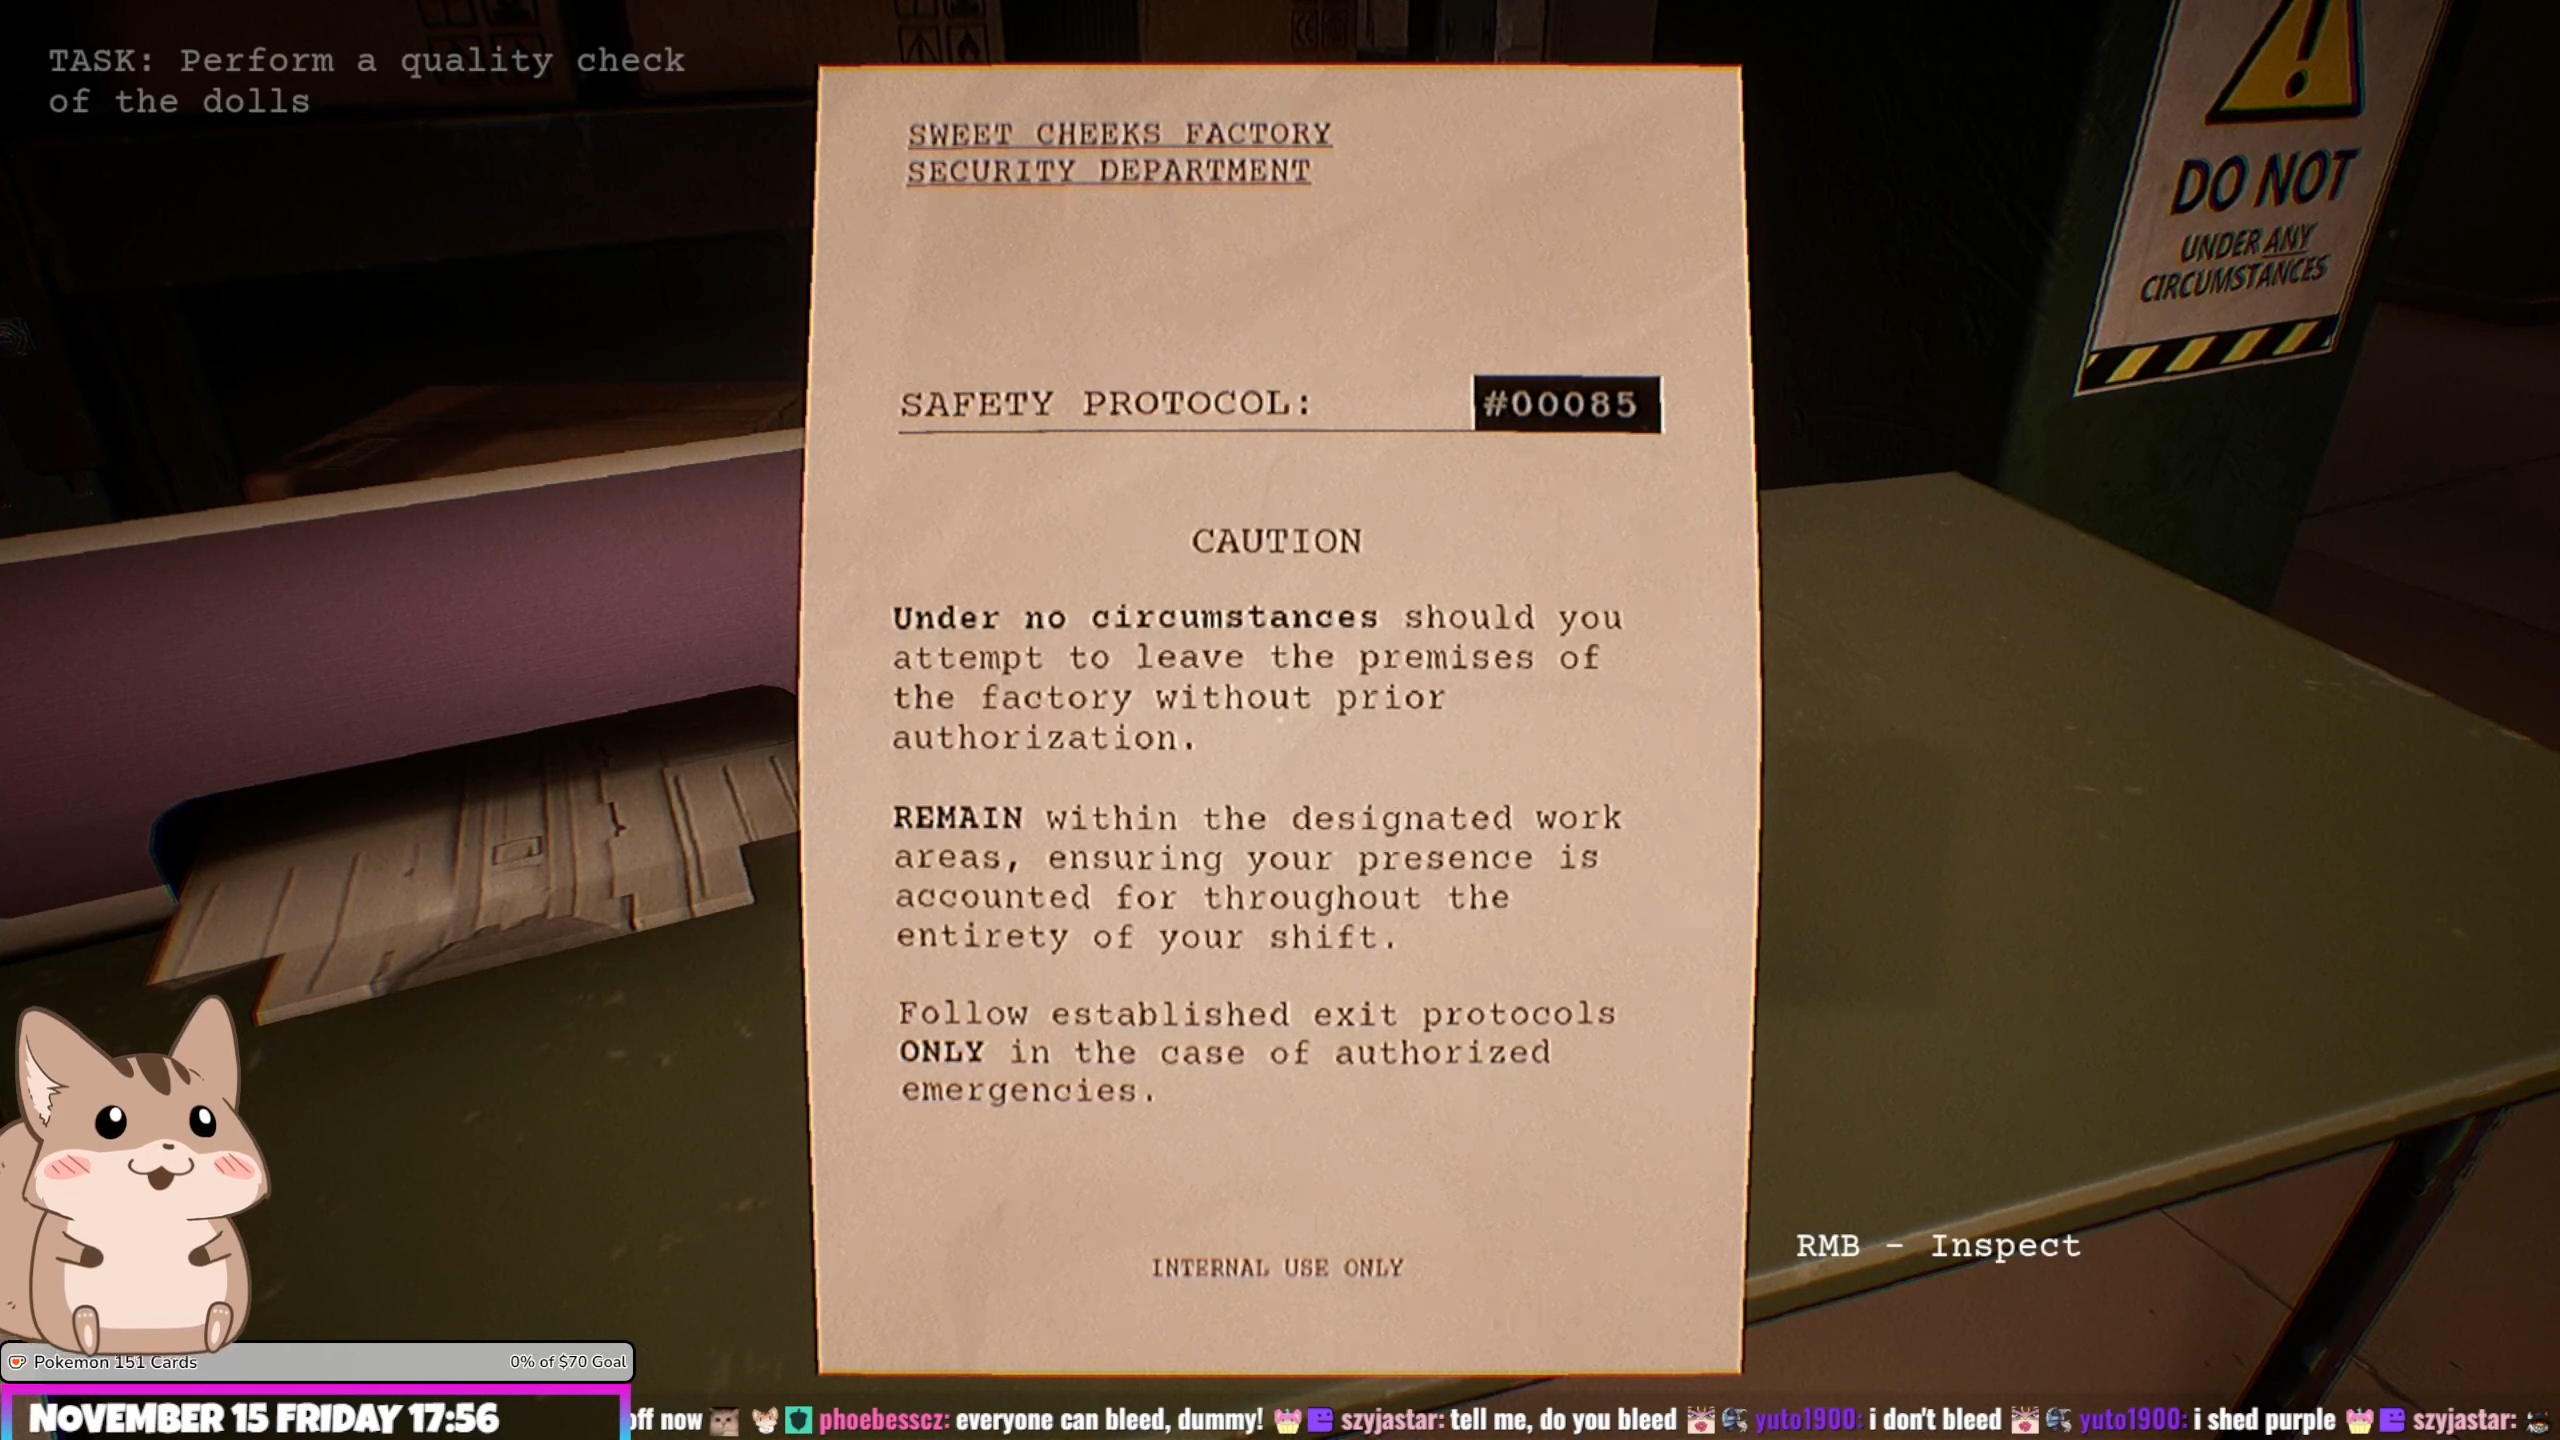 TASK: Perform a quality check
of the dolls
SWEET CHEEKS FACTORY
SECURITY DEPARTMENT
SAFETY PROTOCOL: #00085
CAUTION
Under no circumstances should you
attempt to leave the premises of
the factory without prior
authorization.
REMAIN within the designated work
areas, ensuring your presence is
accounted for throughout the
entirety of your shift.
Follow established exit protocols
ONLY in the case of authorized
emergencies.
INTERNAL USE ONLY
DO NOT
UNDER ANY
CIRCUMSTANCES
RMB - Inspect
Pokemon 151 Cards 0% of $70 Goal
NOVEMBER 15 FRIDAY 17:56
off now phoebesscz: everyone can bleed, dummy! szyjastar: tell me, do you bleed yuto1900: i don't bleed yuto1900: i shed purple szyjastar: